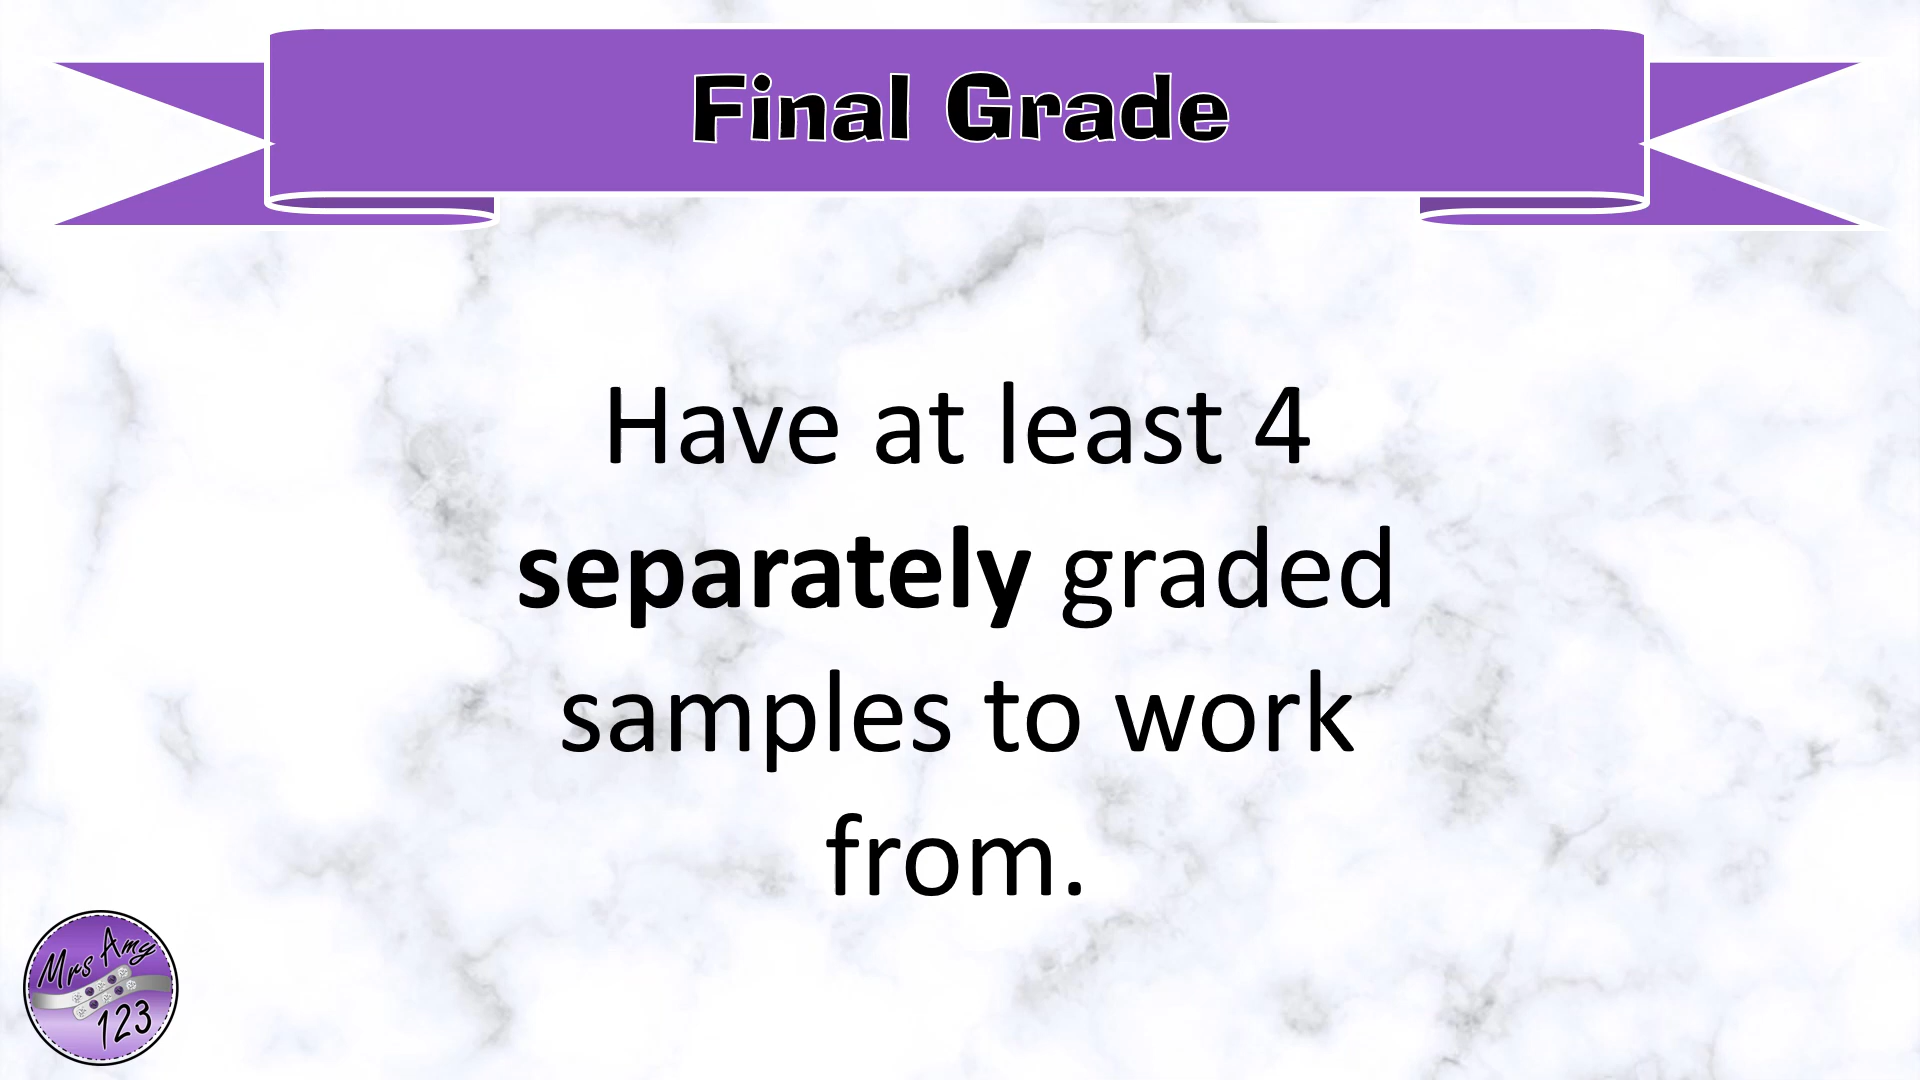 Final Grade
Have at least 4
separately graded
samples to work
from.
Mrs Amy
123